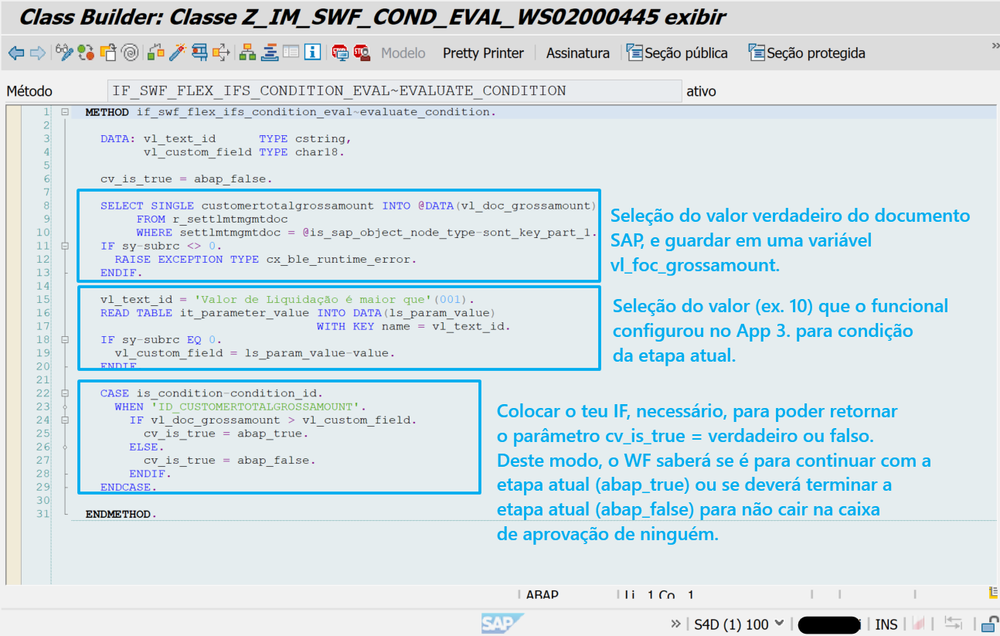 Class Builder: Classe Z_IM_SWF_COND_EVAL_WS02000445 exibir
Modelo Pretty Printer Assinatura Seção pública Seção protegida
Método IF_SWF_FLEX_IFS_CONDITION_EVAL~EVALUATE_CONDITION ativo
1 METHOD if_swf_flex_ifs_condition_eval~evaluate_condition.
2
3 DATA: vl_text_id TYPE cstring,
4 vl_custom_field TYPE char18.
5
6 cv_is_true = abap_false.
7
8 SELECT SINGLE customertotalgrossamount INTO @DATA(vl_doc_grossamount)
9 FROM r_settlmtmgmtdoc
10 WHERE settlmtmgmtdoc = @is_sap_object_node_type-sont_key_part_1.
11 IF sy-subrc <> 0.
12 RAISE EXCEPTION TYPE cx_ble_runtime_error.
13 ENDIF.
14
Seleção do valor verdadeiro do documento
SAP, e guardar em uma variável
vl_foc_grossamount.
15 vl_text_id = 'Valor de Liquidação é maior que'(001).
16 READ TABLE it_parameter_value INTO DATA(ls_param_value)
17 WITH KEY name = vl_text_id.
18 IF sy-subrc EQ 0.
19 vl_custom_field = ls_param_value-value.
20 ENDIF
21
Seleção do valor (ex. 10) que o funcional
configurou no App 3. para condição
da etapa atual.
22 CASE is_condition-condition_id.
23 WHEN 'ID_CUSTOMERTOTALGROSSAMOUNT'.
24 IF vl_doc_grossamount > vl_custom_field.
25 cv_is_true = abap_true.
26 ELSE.
27 cv_is_true = abap_false.
28 ENDIF.
29 ENDCASE.
30
31 ENDMETHOD.
Colocar o teu IF, necessário, para poder retornar
o parâmetro cv_is_true = verdadeiro ou falso.
Deste modo, o WF saberá se é para continuar com a
etapa atual (abap_true) ou se deverá terminar a
etapa atual (abap_false) para não cair na caixa
de aprovação de ninguém.
ABAP Li 1 Co 1
SAP S4D (1) 100 INS